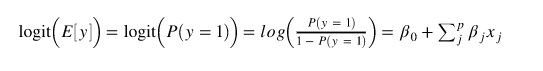 logit(E[y]) = logit(P(y = 1)) = log(P(y = 1) / 1 − P(y = 1)) = β₀ + ∑ⱼᵖ βⱼxⱼ